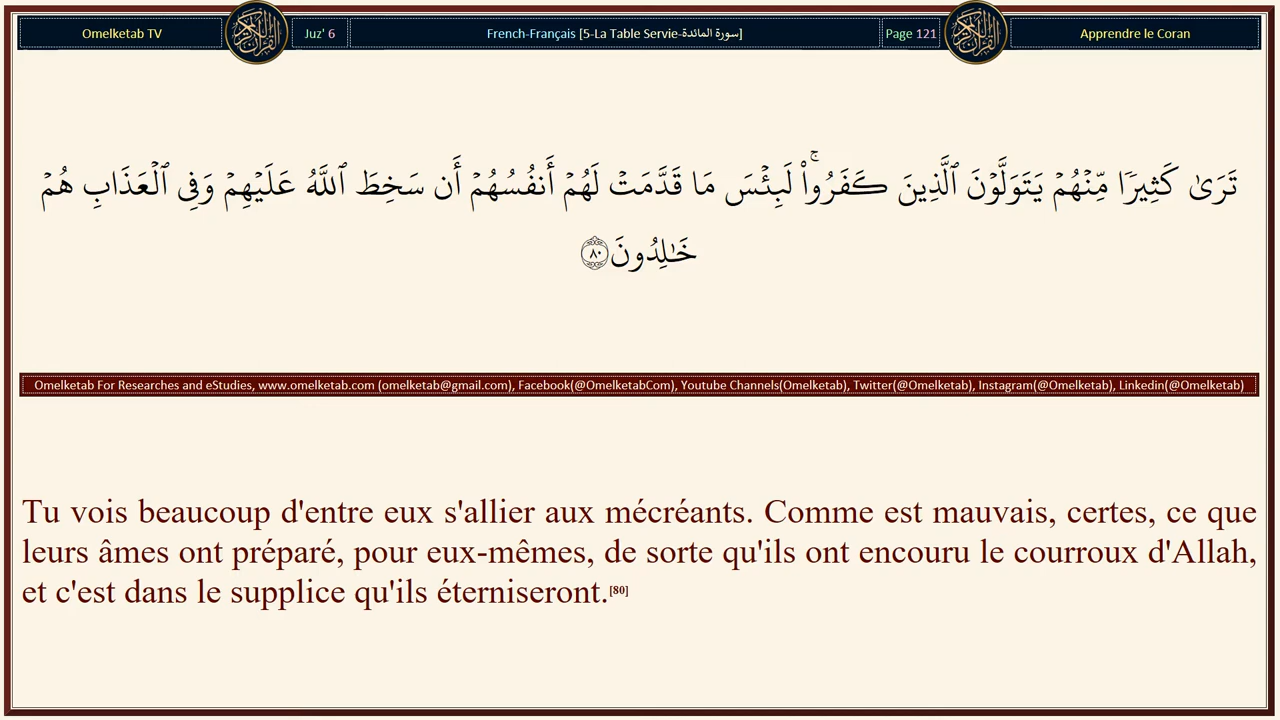 Omelketab TV
Juz' 6
French-Français [5-La Table Servie-سورة المائدة]
Page 121
Apprendre le Coran
تَرَىٰ كَثِيرًا مِّنْهُمْ يَتَوَلَّوْنَ ٱلَّذِينَ كَفَرُوا۟ ۚ لَبِئْسَ مَا قَدَّمَتْ لَهُمْ أَنفُسُهُمْ أَن سَخِطَ ٱللَّهُ عَلَيْهِمْ وَفِى ٱلْعَذَابِ هُمْ
خَـٰلِدُونَ ٨٠
Omelketab For Researches and eStudies, www.omelketab.com (omelketab@gmail.com), Facebook(@OmelketabCom), Youtube Channels(Omelketab), Twitter(@Omelketab), Instagram(@Omelketab), Linkedin(@Omelketab)
Tu vois beaucoup d'entre eux s'allier aux mécréants. Comme est mauvais, certes, ce que
leurs âmes ont préparé, pour eux-mêmes, de sorte qu'ils ont encouru le courroux d'Allah,
et c'est dans le supplice qu'ils éterniseront.[80]